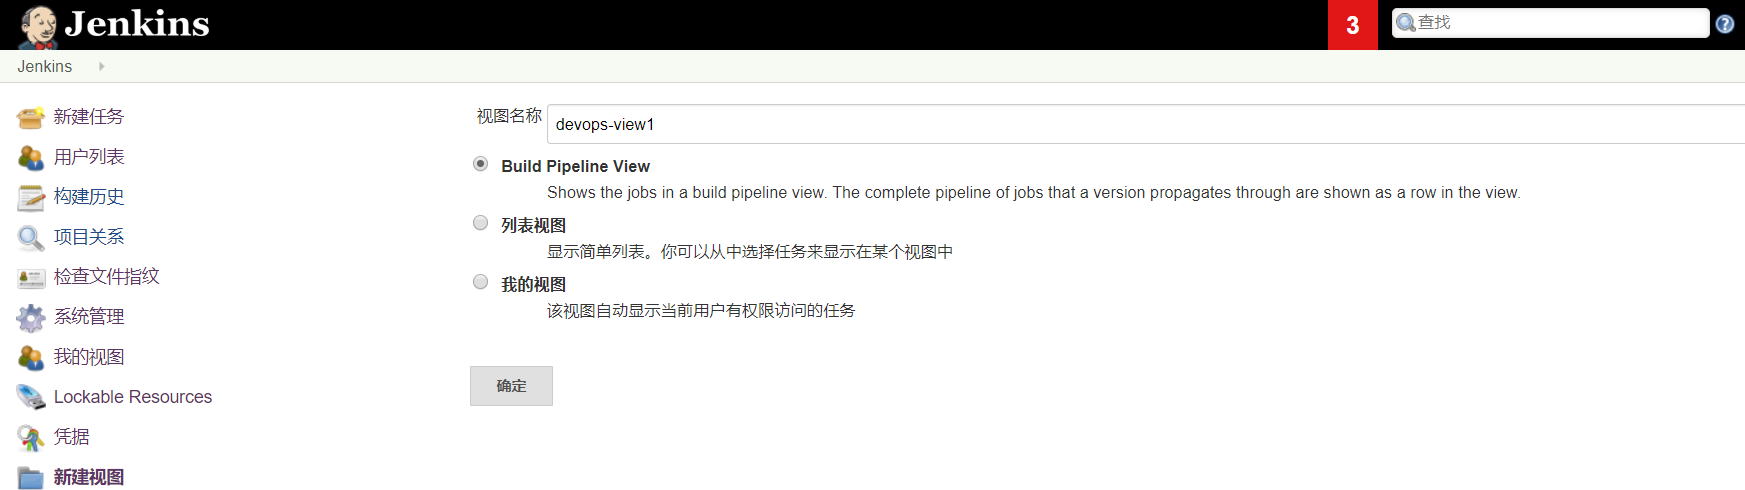 Jenkins
3
查找
Jenkins
新建任务
用户列表
构建历史
项目关系
检查文件指纹
系统管理
我的视图
Lockable Resources
凭据
新建视图
视图名称
devops-view1
Build Pipeline View
Shows the jobs in a build pipeline view. The complete pipeline of jobs that a version propagates through are shown as a row in the view.
列表视图
显示简单列表。你可以从中选择任务来显示在某个视图中
我的视图
该视图自动显示当前用户有权限访问的任务
确定